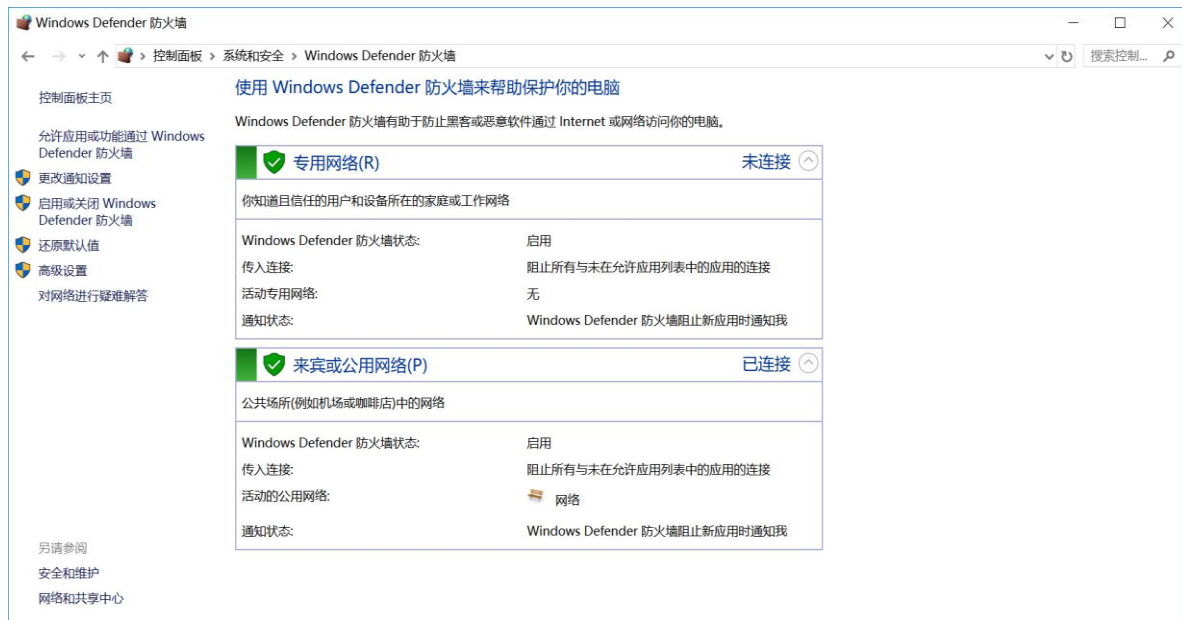 Windows Defender 防火墙
控制面板 › 系统和安全 › Windows Defender 防火墙
搜索控制...
控制面板主页
允许应用或功能通过 Windows
Defender 防火墙
更改通知设置
启用或关闭 Windows
Defender 防火墙
还原默认值
高级设置
对网络进行疑难解答
另请参阅
安全和维护
网络和共享中心
使用 Windows Defender 防火墙来帮助保护你的电脑
Windows Defender 防火墙有助于防止黑客或恶意软件通过 Internet 或网络访问你的电脑。
专用网络(R) 未连接
你知道且信任的用户和设备所在的家庭或工作网络
Windows Defender 防火墙状态: 启用
传入连接: 阻止所有与未在允许应用列表中的应用的连接
活动专用网络: 无
通知状态: Windows Defender 防火墙阻止新应用时通知我
来宾或公用网络(P) 已连接
公共场所(例如机场或咖啡店)中的网络
Windows Defender 防火墙状态: 启用
传入连接: 阻止所有与未在允许应用列表中的应用的连接
活动的公用网络: 网络
通知状态: Windows Defender 防火墙阻止新应用时通知我